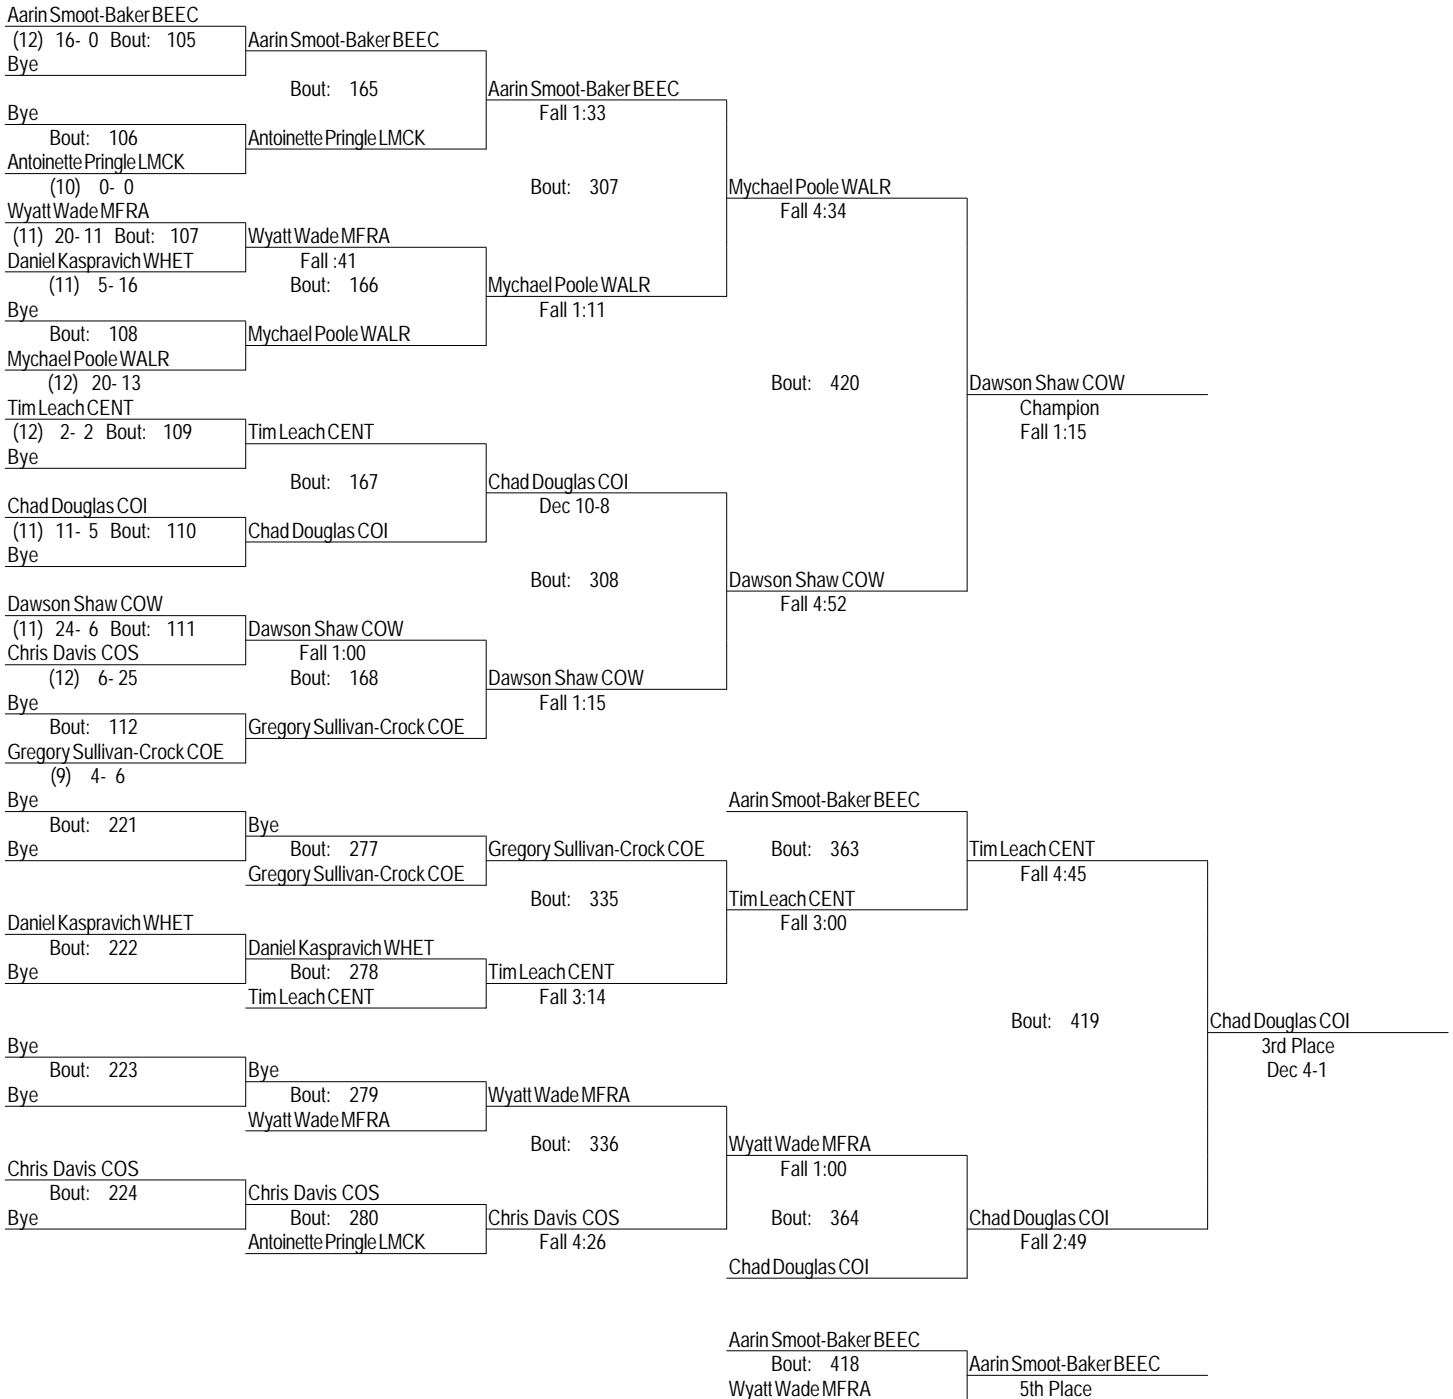 Aarin Smoot-Baker BEEC
(12) 16- 0 Bout: 105 Aarin Smoot-Baker BEEC
Bye
Bout: 165 Aarin Smoot-Baker BEEC
Bye Fall 1:33
Bout: 106 Antoinette Pringle LMCK
Antoinette Pringle LMCK
(10) 0- 0 Bout: 307 Mychael Poole WALR
Wyatt Wade MFRA Fall 4:34
(11) 20- 11 Bout: 107 Wyatt Wade MFRA
Daniel Kaspravich WHET Fall :41
(11) 5- 16 Bout: 166 Mychael Poole WALR
Bye Fall 1:11
Bout: 108 Mychael Poole WALR
Mychael Poole WALR
(12) 20- 13 Bout: 420 Dawson Shaw COW
Tim Leach CENT Champion
(12) 2- 2 Bout: 109 Tim Leach CENT Fall 1:15
Bye
Bout: 167 Chad Douglas COI
Chad Douglas COI Dec 10-8
(11) 11- 5 Bout: 110 Chad Douglas COI
Bye
Bout: 308 Dawson Shaw COW
Dawson Shaw COW Fall 4:52
(11) 24- 6 Bout: 111 Dawson Shaw COW
Chris Davis COS Fall 1:00
(12) 6- 25 Bout: 168 Dawson Shaw COW
Bye Fall 1:15
Bout: 112 Gregory Sullivan-Crock COE
Gregory Sullivan-Crock COE
(9) 4- 6
Bye Aarin Smoot-Baker BEEC
Bout: 221 Bye
Bye Bout: 277 Gregory Sullivan-Crock COE Bout: 363 Tim Leach CENT
Gregory Sullivan-Crock COE Fall 4:45
Bout: 335 Tim Leach CENT
Daniel Kaspravich WHET Fall 3:00
Bout: 222 Daniel Kaspravich WHET
Bye Bout: 278 Tim Leach CENT
Tim Leach CENT Fall 3:14
Bout: 419 Chad Douglas COI
Bye 3rd Place
Bout: 223 Bye Dec 4-1
Bye Bout: 279 Wyatt Wade MFRA
Wyatt Wade MFRA
Bout: 336 Wyatt Wade MFRA
Chris Davis COS Fall 1:00
Bout: 224 Chris Davis COS
Bye Bout: 280 Chris Davis COS Bout: 364 Chad Douglas COI
Antoinette Pringle LMCK Fall 4:26 Fall 2:49
Chad Douglas COI
Aarin Smoot-Baker BEEC
Bout: 418 Aarin Smoot-Baker BEEC
Wyatt Wade MFRA 5th Place